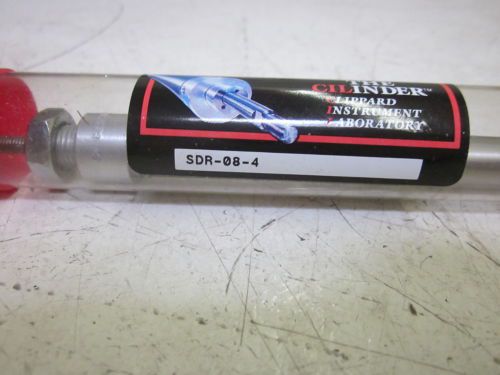 THE
CILINDER™
CLIPPARD
INSTRUMENT
LABORATORY
SDR-08-4